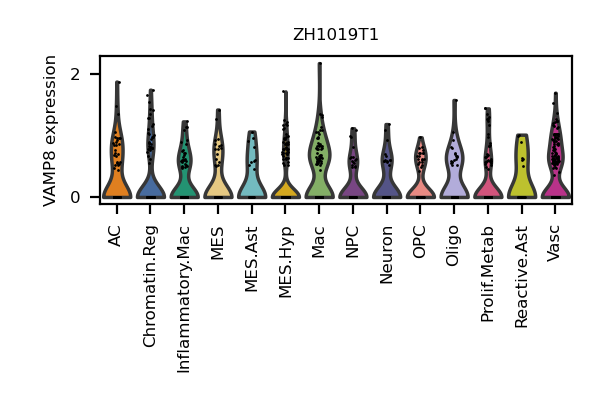 ZH1019T1
VAMP8 expression
2
0
AC
Chromatin.Reg
Inflammatory.Mac
MES
MES.Ast
MES.Hyp
Mac
NPC
Neuron
OPC
Oligo
Prolif.Metab
Reactive.Ast
Vasc